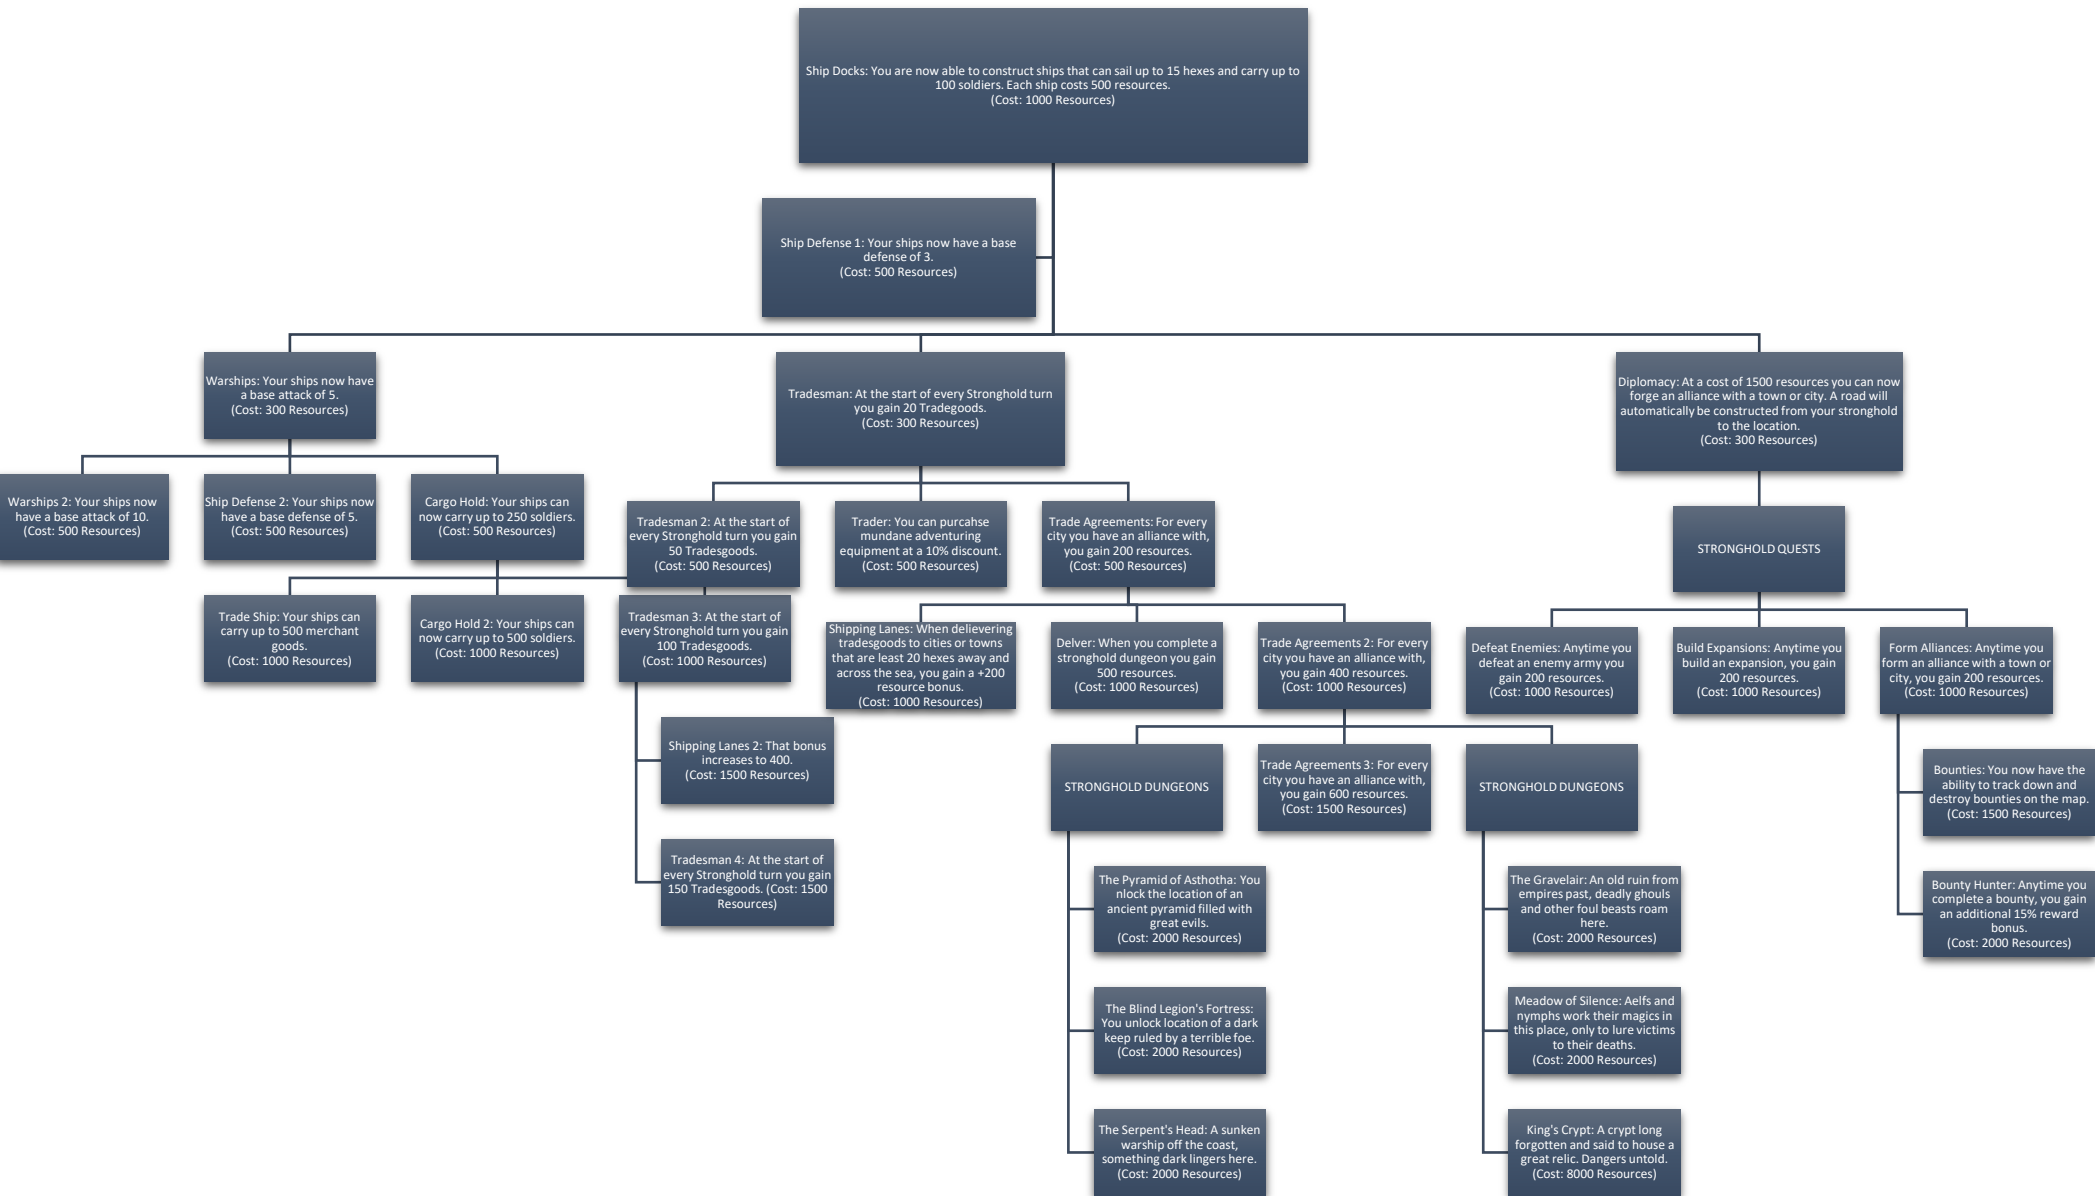 Ship Docks: You are now able to construct ships that can sail up to 15 hexes and carry up to
100 soldiers. Each ship costs 500 resources.
(Cost: 1000 Resources)
Ship Defense 1: Your ships now have a base
defense of 3.
(Cost: 500 Resources)
Warships: Your ships now have
a base attack of 5.
(Cost: 300 Resources)
Tradesman: At the start of every Stronghold turn
you gain 20 Tradegoods.
(Cost: 300 Resources)
Diplomacy: At a cost of 1500 resources you can now
forge an alliance with a town or city. A road will
automatically be constructed from your stronghold
to the location.
(Cost: 300 Resources)
Warships 2: Your ships now
have a base attack of 10.
(Cost: 500 Resources)
Ship Defense 2: Your ships now
have a base defense of 5.
(Cost: 500 Resources)
Cargo Hold: Your ships can
now carry up to 250 soldiers.
(Cost: 500 Resources)
Tradesman 2: At the start of
every Stronghold turn you gain
50 Tradesgoods.
(Cost: 500 Resources)
Trader: You can purcahse
mundane adventuring
equipment at a 10% discount.
(Cost: 500 Resources)
Trade Agreements: For every
city you have an alliance with,
you gain 200 resources.
(Cost: 500 Resources)
STRONGHOLD QUESTS
Trade Ship: Your ships can
carry up to 500 merchant
goods.
(Cost: 1000 Resources)
Cargo Hold 2: Your ships can
now carry up to 500 soldiers.
(Cost: 1000 Resources)
Tradesman 3: At the start of
every Stronghold turn you gain
100 Tradesgoods.
(Cost: 1000 Resources)
Shipping Lanes: When delievering
tradesgoods to cities or towns
that are least 20 hexes away and
across the sea, you gain a +200
resource bonus.
(Cost: 1000 Resources)
Delver: When you complete a
stronghold dungeon you gain
500 resources.
(Cost: 1000 Resources)
Trade Agreements 2: For every
city you have an alliance with,
you gain 400 resources.
(Cost: 1000 Resources)
Defeat Enemies: Anytime you
defeat an enemy army you
gain 200 resources.
(Cost: 1000 Resources)
Build Expansions: Anytime you
build an expansion, you gain
200 resources.
(Cost: 1000 Resources)
Form Alliances: Anytime you
form an alliance with a town or
city, you gain 200 resources.
(Cost: 1000 Resources)
Shipping Lanes 2: That bonus
increases to 400.
(Cost: 1500 Resources)
Tradesman 4: At the start of
every Stronghold turn you gain
150 Tradesgoods. (Cost: 1500
Resources)
STRONGHOLD DUNGEONS
Trade Agreements 3: For every
city you have an alliance with,
you gain 600 resources.
(Cost: 1500 Resources)
STRONGHOLD DUNGEONS
Bounties: You now have the
ability to track down and
destroy bounties on the map.
(Cost: 1500 Resources)
Bounty Hunter: Anytime you
complete a bounty, you gain
an additional 15% reward
bonus.
(Cost: 2000 Resources)
The Pyramid of Asthotha: You
nlock the location of an
ancient pyramid filled with
great evils.
(Cost: 2000 Resources)
The Gravelair: An old ruin from
empires past, deadly ghouls
and other foul beasts roam
here.
(Cost: 2000 Resources)
The Blind Legion's Fortress:
You unlock location of a dark
keep ruled by a terrible foe.
(Cost: 2000 Resources)
Meadow of Silence: Aelfs and
nymphs work their magics in
this place, only to lure victims
to their deaths.
(Cost: 2000 Resources)
The Serpent's Head: A sunken
warship off the coast,
something dark lingers here.
(Cost: 2000 Resources)
King's Crypt: A crypt long
forgotten and said to house a
great relic. Dangers untold.
(Cost: 8000 Resources)